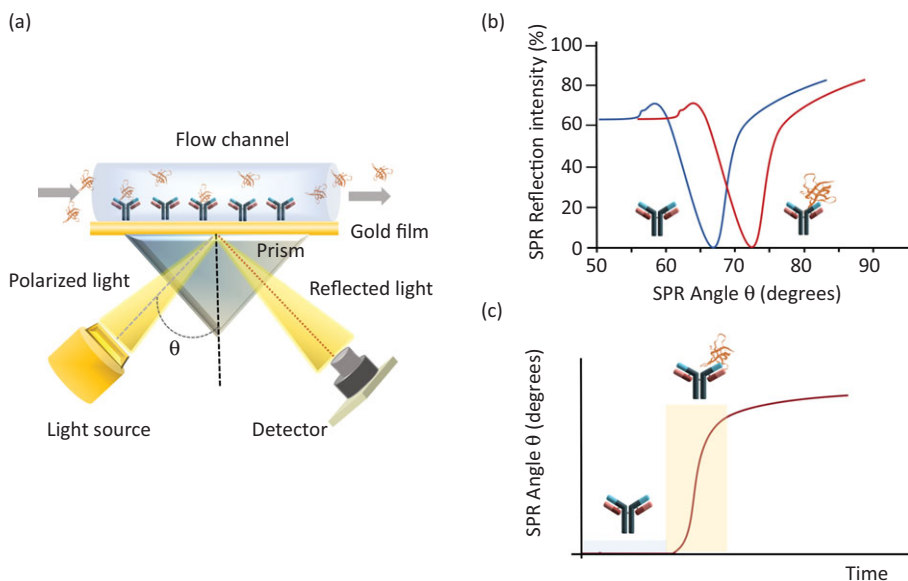 (a)
Flow channel
Gold film
Prism
Polarized light
Reflected light
θ
Light source
Detector
(b)
SPR Reflection intensity (%)
100
80
60
40
20
0
50 60 70 80 90
SPR Angle θ (degrees)
(c)
SPR Angle θ (degrees)
Time